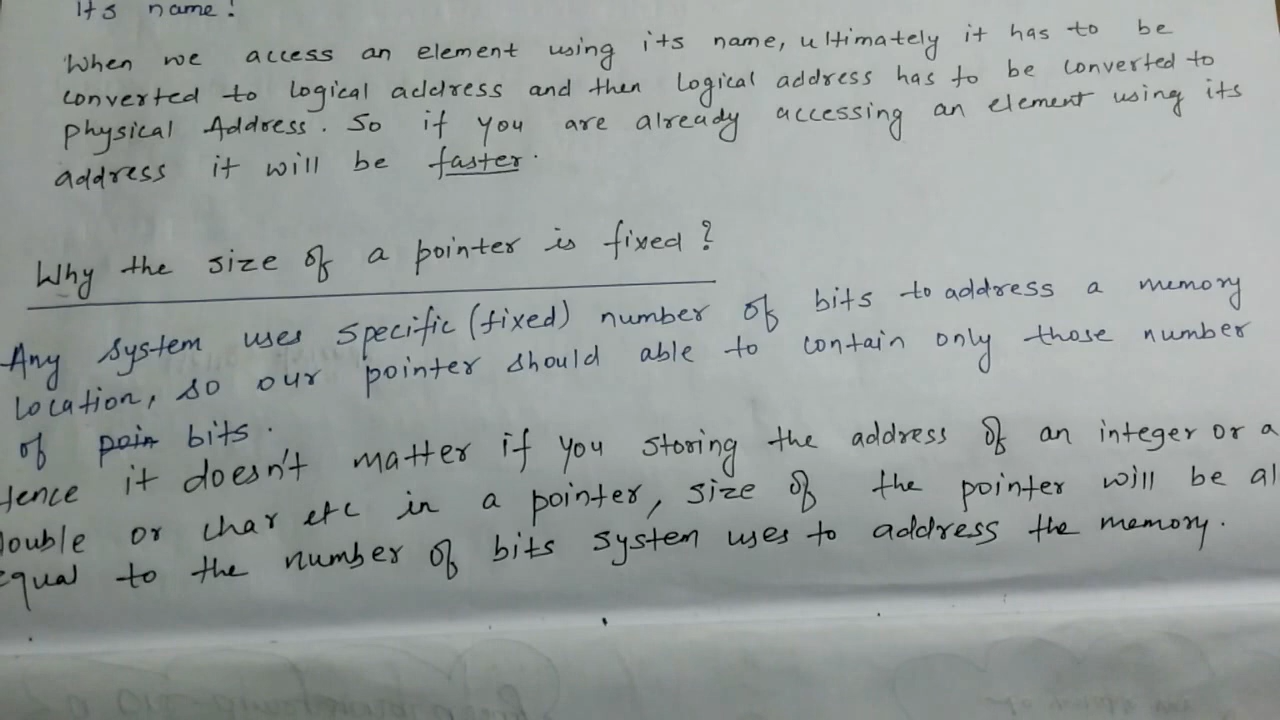 its name!
When we access an element using its name, ultimately it has to be
converted to logical address and then logical address has to be converted to
physical Address. So if you are already accessing an element using its
address it will be faster.
Why the size of a pointer is fixed?
Any system uses specific (fixed) number of bits to address a memory
location, so our pointer should able to contain only those number
of poin bits.
Hence it doesn't matter if you storing the address of an integer or a
double or char etc in a pointer, size of the pointer will be al
equal to the number of bits system uses to address the memory.